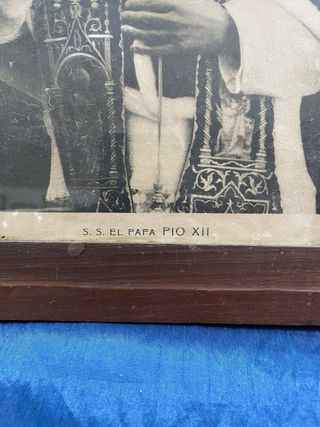 S. S. EL PAPA PIO XII